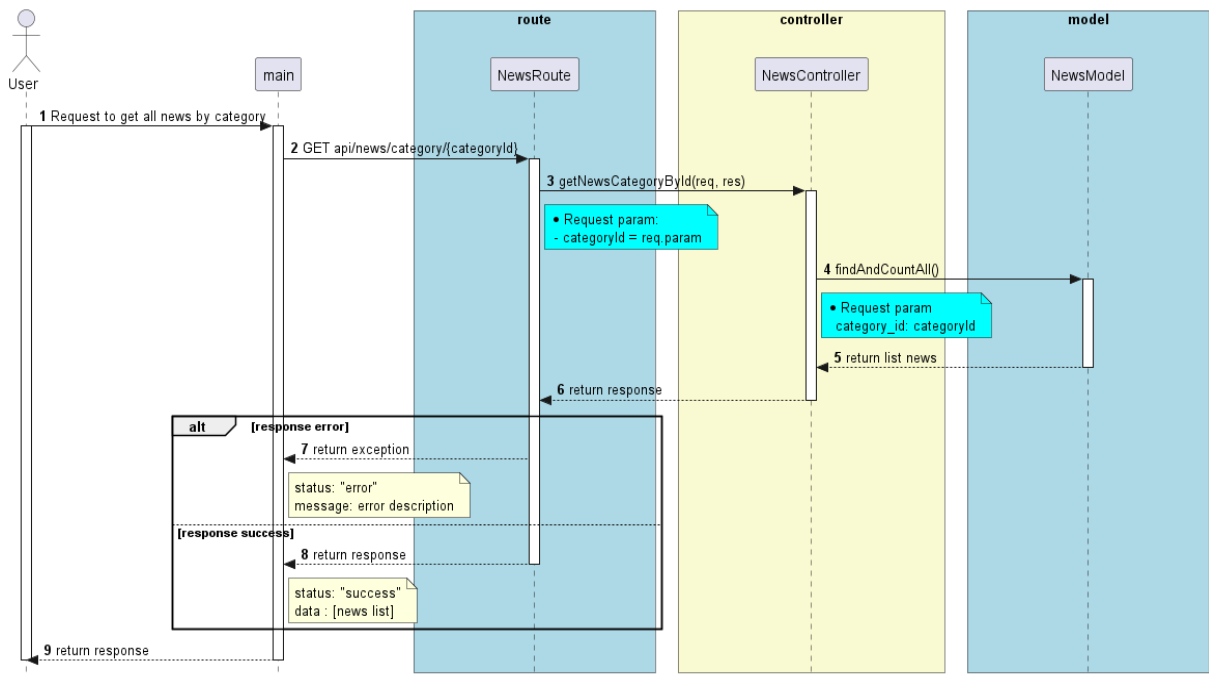 route
controller
model
User
main
NewsRoute
NewsController
NewsModel
1 Request to get all news by category
2 GET api/news/category/{categoryId}
3 getNewsCategoryById(req, res)
• Request param:
- categoryId = req.param
4 findAndCountAll()
• Request param
category_id: categoryId
5 return list news
6 return response
alt [response error]
7 return exception
status: "error"
message: error description
[response success]
8 return response
status: "success"
data : [news list]
9 return response